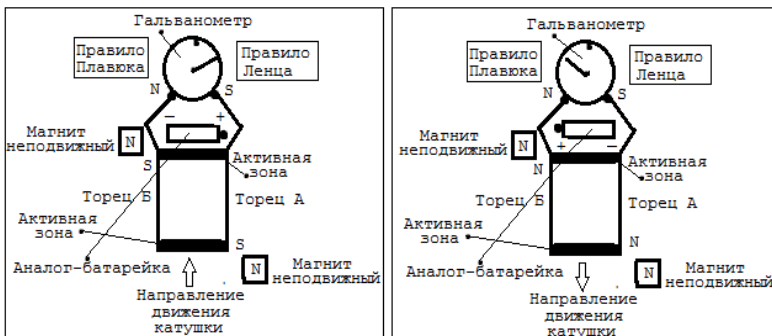 Гальванометр
Правило
Плавюка
Правило
Ленца
N
S
−
+
Магнит
неподвижный
N
S
Активная
зона
Торец Б
Торец А
Активная
зона
S
Аналог-батарейка
N
Магнит
неподвижный
Направление
движения
катушки
Гальванометр
Правило
Плавюка
Правило
Ленца
N
S
Магнит
неподвижный
N
+
−
N
Активная
зона
Торец Б
Торец А
Активная
зона
N
Аналог-батарейка
N
Магнит
неподвижный
Направление
движения
катушки